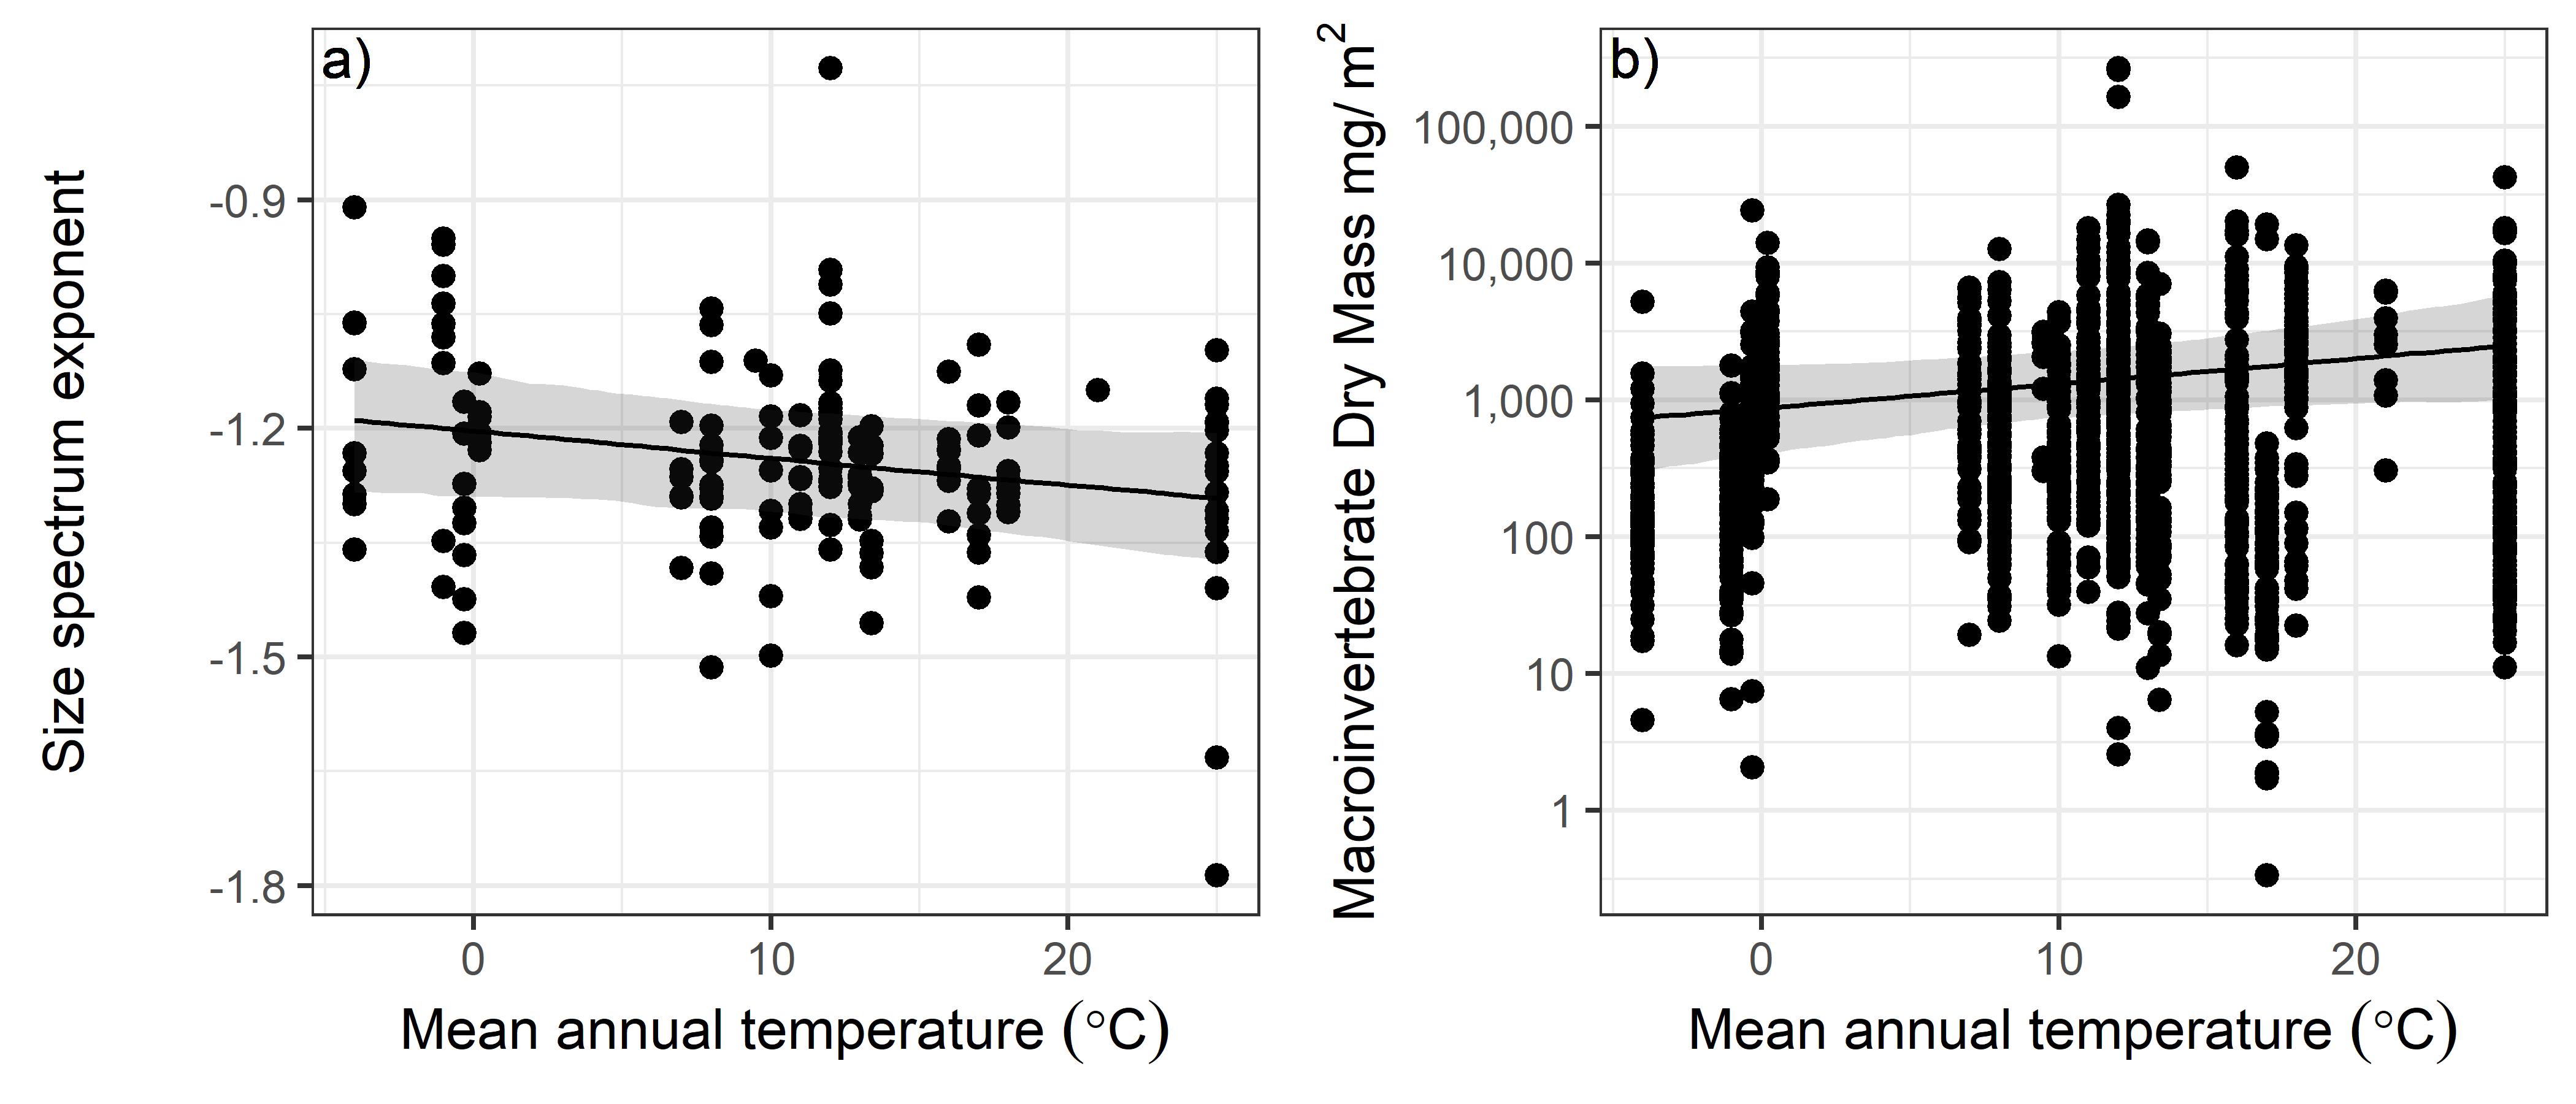 a)
Size spectrum exponent
-0.9
-1.2
-1.5
-1.8
0 10 20
Mean annual temperature (°C)
b)
Macroinvertebrate Dry Mass mg/ m²
100,000
10,000
1,000
100
10
1
0 10 20
Mean annual temperature (°C)